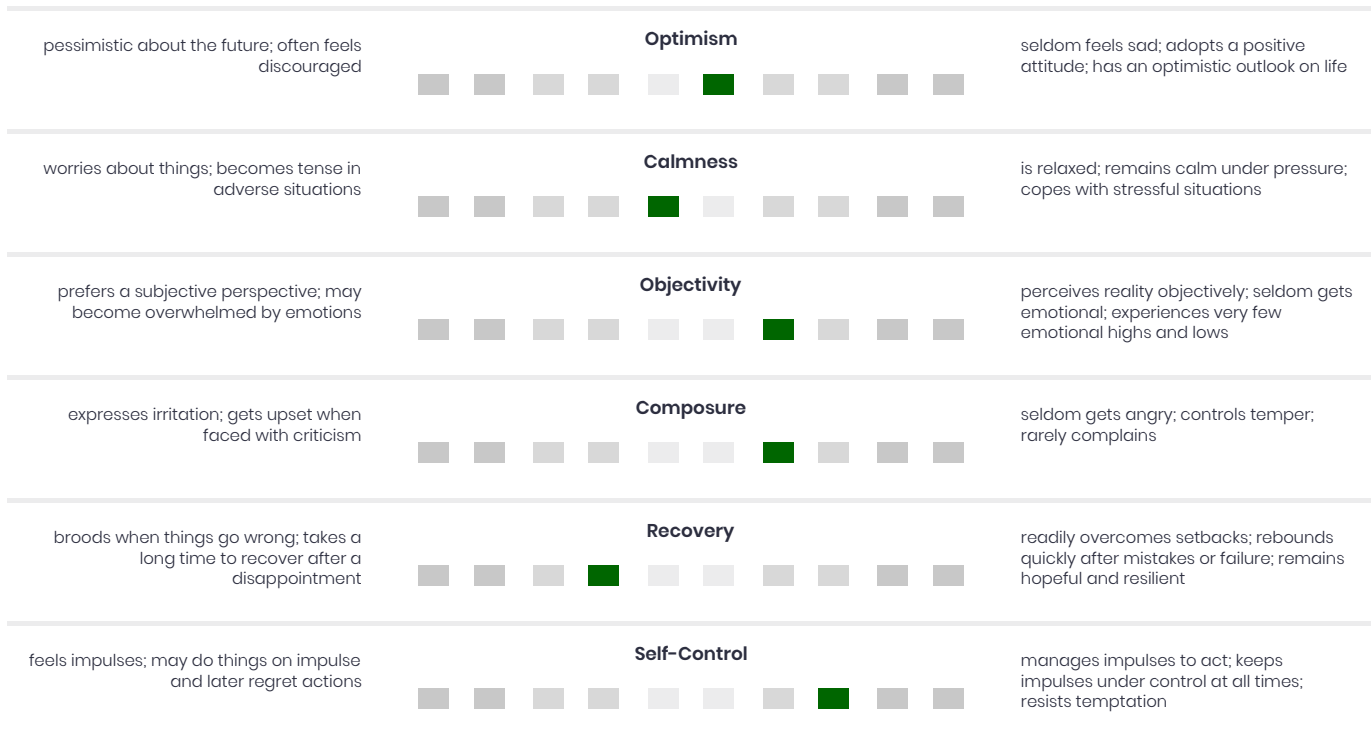 Optimism
pessimistic about the future; often feels
discouraged
seldom feels sad; adopts a positive
attitude; has an optimistic outlook on life
Calmness
worries about things; becomes tense in
adverse situations
is relaxed; remains calm under pressure;
copes with stressful situations
Objectivity
prefers a subjective perspective; may
become overwhelmed by emotions
perceives reality objectively; seldom gets
emotional; experiences very few
emotional highs and lows
Composure
expresses irritation; gets upset when
faced with criticism
seldom gets angry; controls temper;
rarely complains
Recovery
broods when things go wrong; takes a
long time to recover after a
disappointment
readily overcomes setbacks; rebounds
quickly after mistakes or failure; remains
hopeful and resilient
Self-Control
feels impulses; may do things on impulse
and later regret actions
manages impulses to act; keeps
impulses under control at all times;
resists temptation